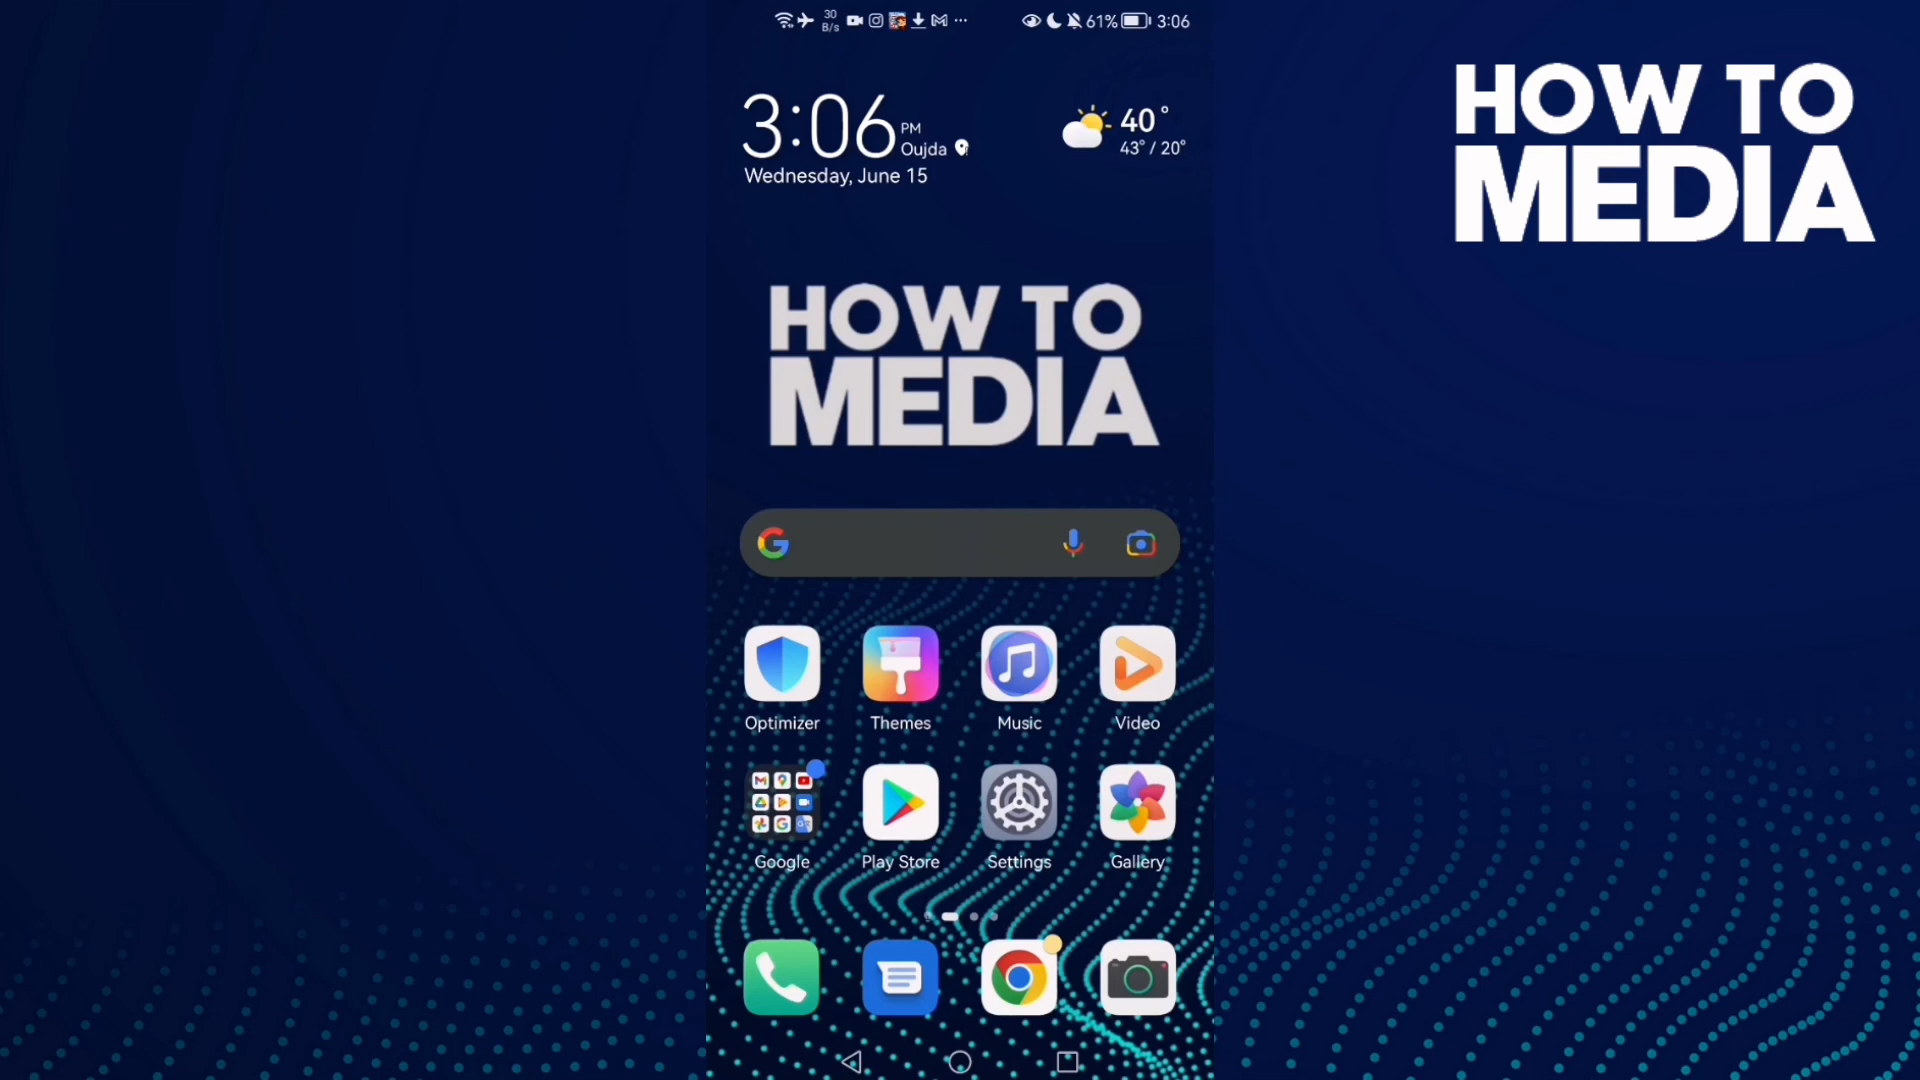 30
B/s
61%
3:06
HOW TO
MEDIA
3:06
PM
Oujda
Wednesday, June 15
40°
43° / 20°
HOW TO
MEDIA
Optimizer
Themes
Music
Video
Google
Play Store
Settings
Gallery